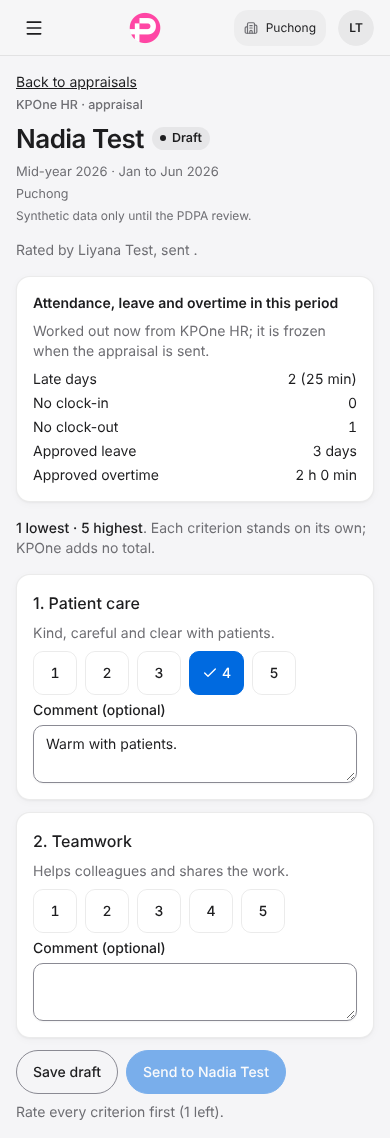 Puchong
LT
Back to appraisals
KPOne HR · appraisal
Nadia Test
Draft
Mid-year 2026 · Jan to Jun 2026
Puchong
Synthetic data only until the PDPA review.
Rated by Liyana Test, sent .
Attendance, leave and overtime in this period
Worked out now from KPOne HR; it is frozen
when the appraisal is sent.
Late days 2 (25 min)
No clock-in 0
No clock-out 1
Approved leave 3 days
Approved overtime 2 h 0 min
1 lowest · 5 highest. Each criterion stands on its own;
KPOne adds no total.
1. Patient care
Kind, careful and clear with patients.
1 2 3 4 5
Comment (optional)
Warm with patients.
2. Teamwork
Helps colleagues and shares the work.
1 2 3 4 5
Comment (optional)
Save draft Send to Nadia Test
Rate every criterion first (1 left).